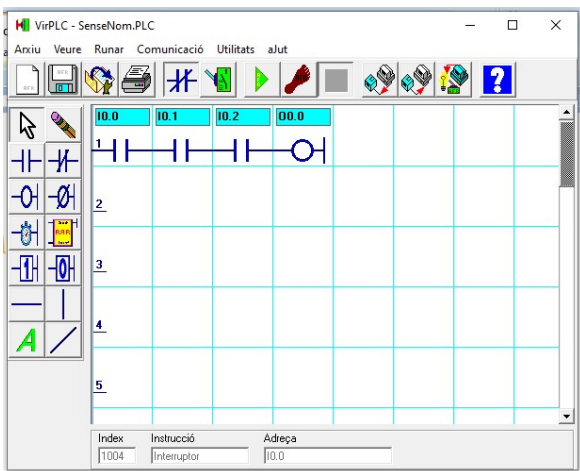 VirPLC - SenseNom.PLC
Arxiu Veure Runar Comunicació Utilitats aJut
I0.0 I0.1 I0.2 O0.0
1
2
3
4
5
A
Index Instrucció Adreça
1004 Interruptor I0.0